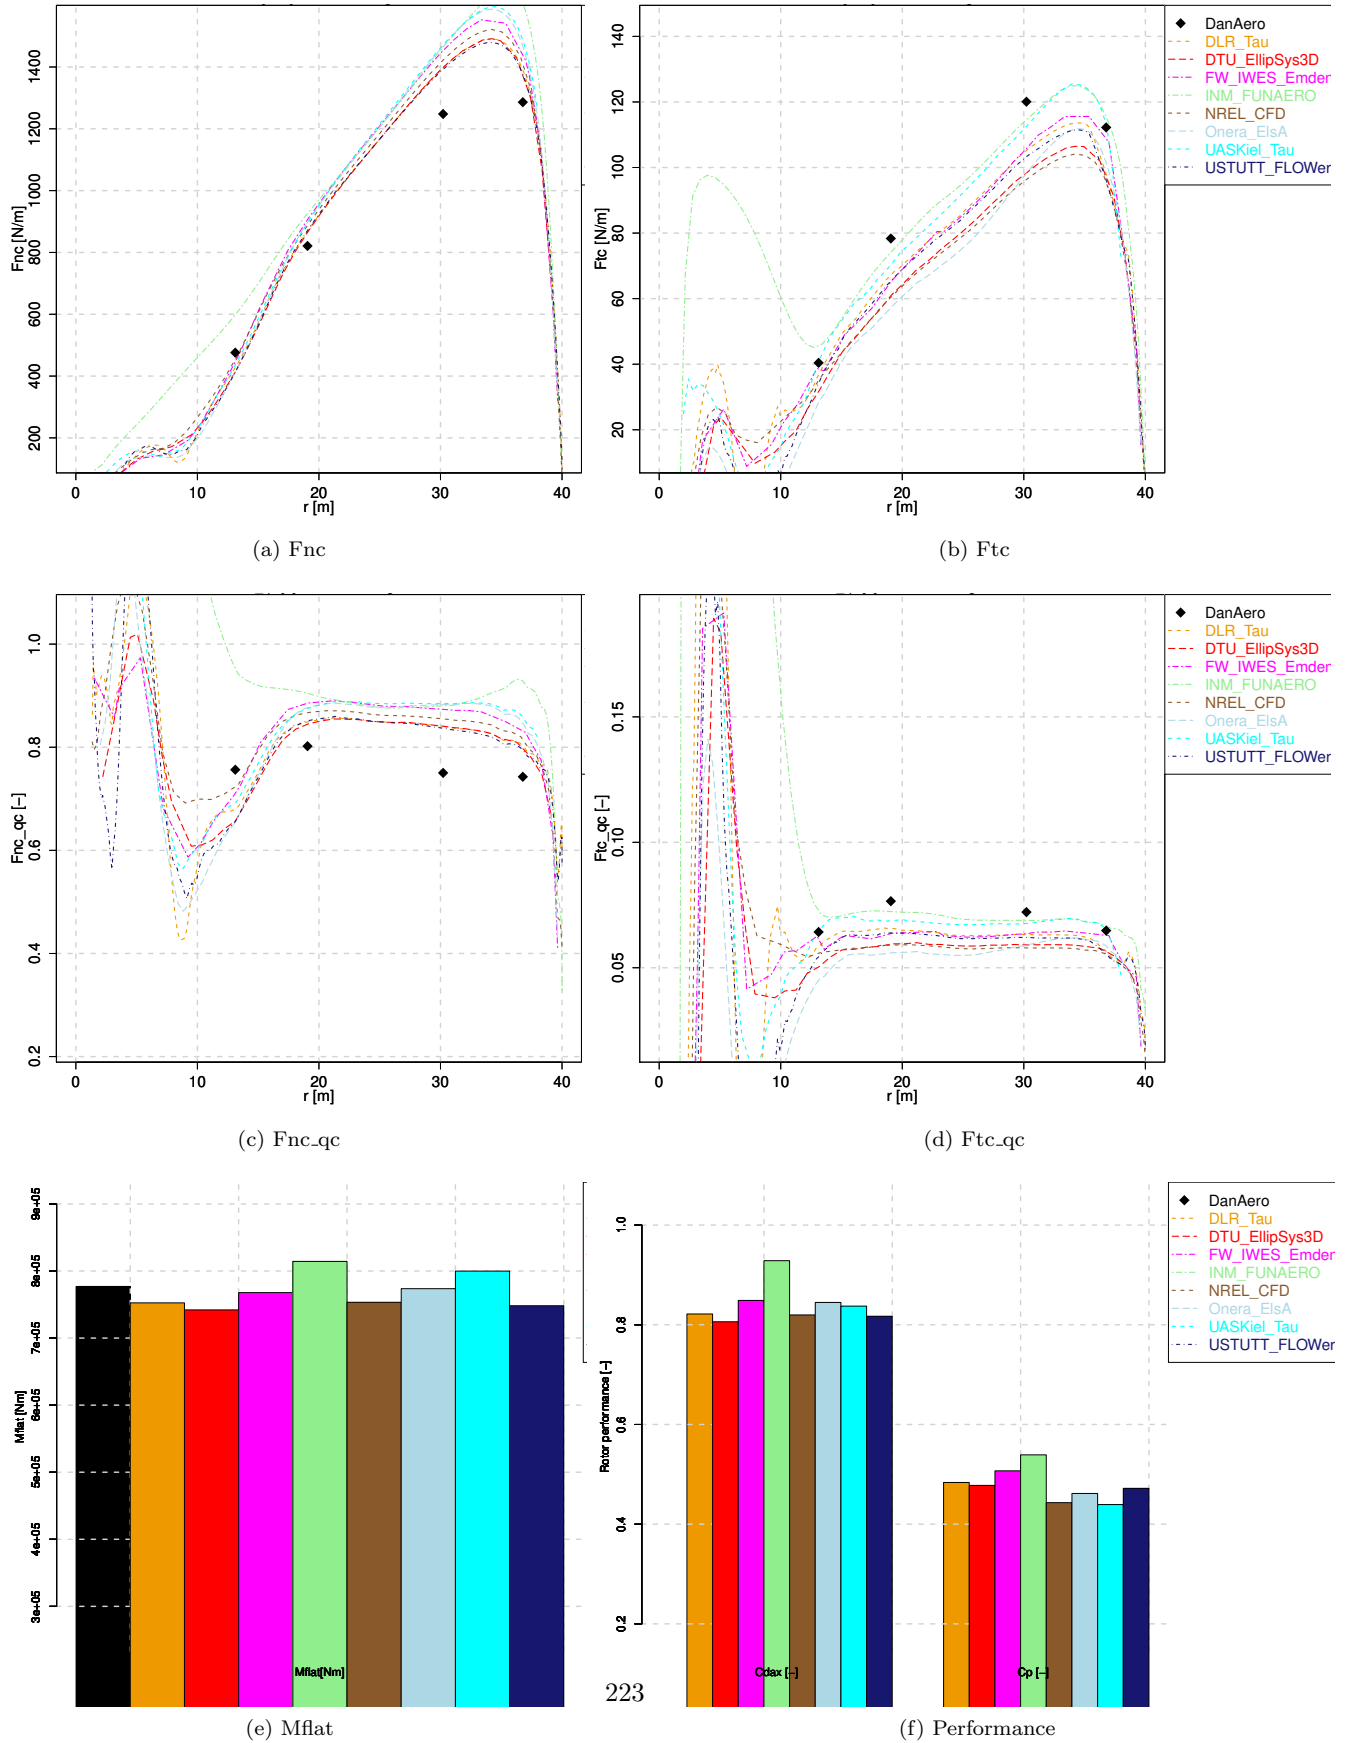 Fnc [N/m]
1400
1200
1000
800
600
400
200
0 10 20 30 40
r [m]
(a) Fnc
Ftc [N/m]
140
120
100
80
60
40
20
0 10 20 30 40
r [m]
(b) Ftc
DanAero
DLR_Tau
DTU_EllipSys3D
FW_IWES_Emden
INM_FUNAERO
NREL_CFD
Onera_ElsA
UASKiel_Tau
USTUTT_FLOWer
Fnc_qc [−]
1.0
0.8
0.6
0.4
0.2
0 10 20 30 40
r [m]
(c) Fnc_qc
Ftc_qc [−]
0.15
0.10
0.05
0 10 20 30 40
r [m]
(d) Ftc_qc
DanAero
DLR_Tau
DTU_EllipSys3D
FW_IWES_Emden
INM_FUNAERO
NREL_CFD
Onera_ElsA
UASKiel_Tau
USTUTT_FLOWer
Mflat [Nm]
9e+05
8e+05
7e+05
6e+05
5e+05
4e+05
3e+05
Mflat[Nm]
(e) Mflat
Rotor performance [−]
1.0
0.8
0.6
0.4
0.2
Cdax [−]
Cp [−]
(f) Performance
DanAero
DLR_Tau
DTU_EllipSys3D
FW_IWES_Emden
INM_FUNAERO
NREL_CFD
Onera_ElsA
UASKiel_Tau
USTUTT_FLOWer
223